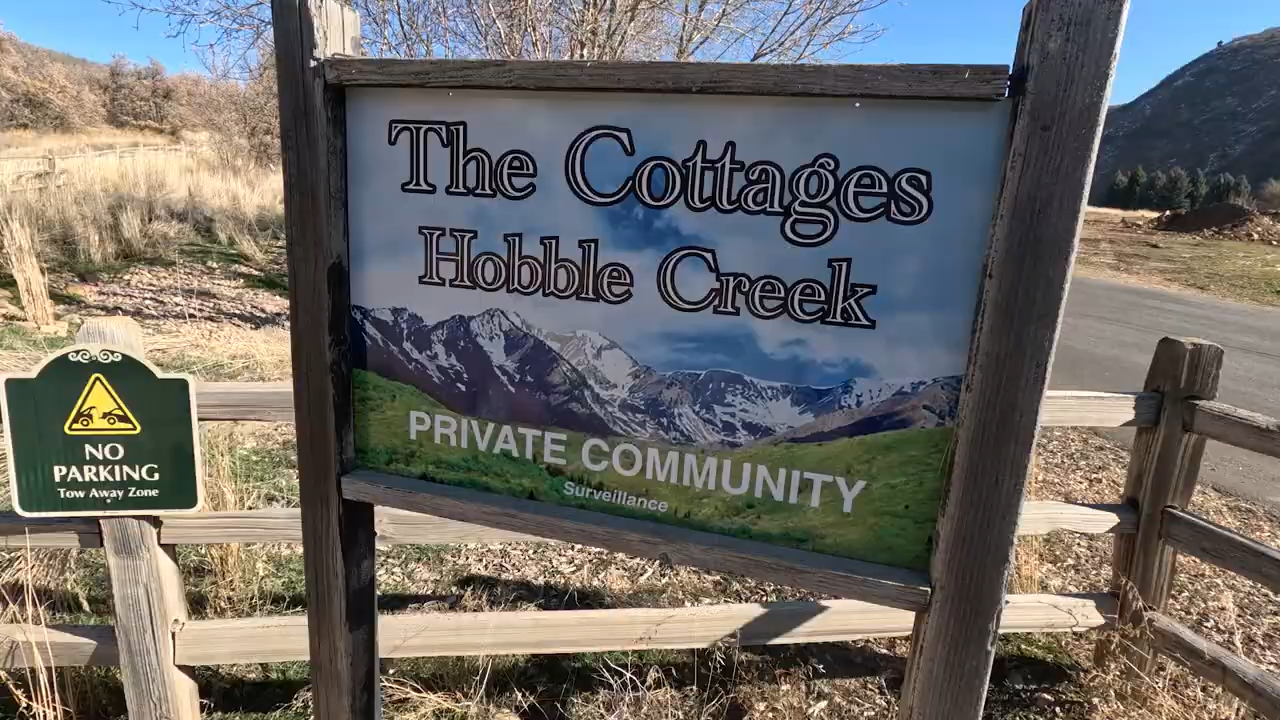 The Cottages
Hobble Creek
PRIVATE COMMUNITY
Surveillance
NO
PARKING
Tow Away Zone